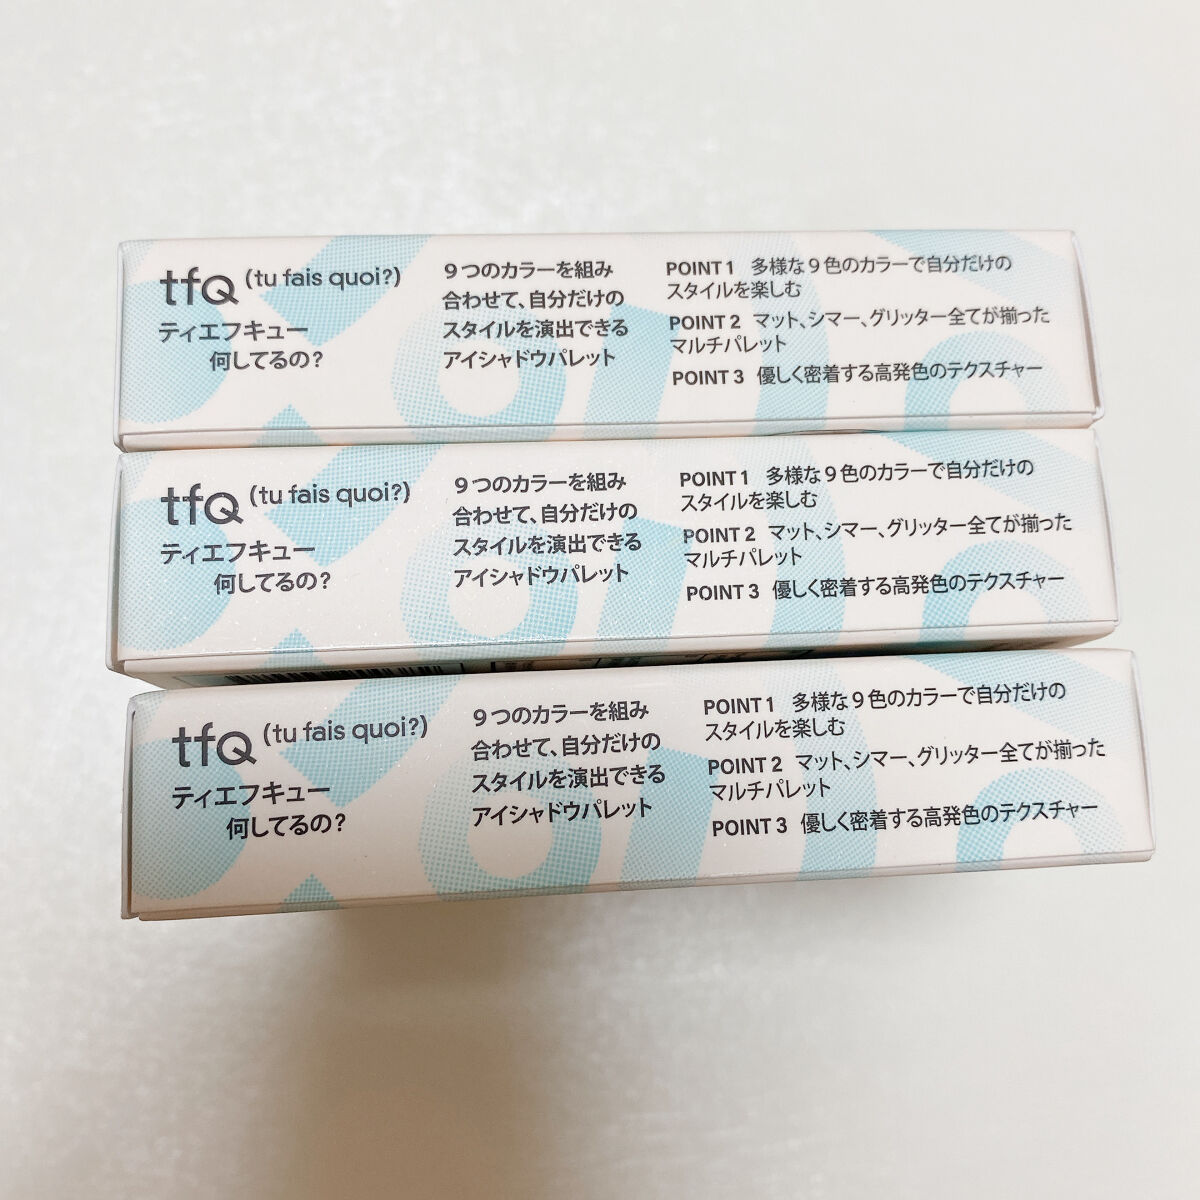 tfQ (tu fais quoi?)
ティエフキュー
何してるの?
9つのカラーを組み
合わせて、自分だけの
スタイルを演出できる
アイシャドウパレット
POINT 1 多様な9色のカラーで自分だけの
スタイルを楽しむ
POINT 2 マット、シマー、グリッター全てが揃った
マルチパレット
POINT 3 優しく密着する高発色のテクスチャー
tfQ (tu fais quoi?)
ティエフキュー
何してるの?
9つのカラーを組み
合わせて、自分だけの
スタイルを演出できる
アイシャドウパレット
POINT 1 多様な9色のカラーで自分だけの
スタイルを楽しむ
POINT 2 マット、シマー、グリッター全てが揃った
マルチパレット
POINT 3 優しく密着する高発色のテクスチャー
tfQ (tu fais quoi?)
ティエフキュー
何してるの?
9つのカラーを組み
合わせて、自分だけの
スタイルを演出できる
アイシャドウパレット
POINT 1 多様な9色のカラーで自分だけの
スタイルを楽しむ
POINT 2 マット、シマー、グリッター全てが揃った
マルチパレット
POINT 3 優しく密着する高発色のテクスチャー